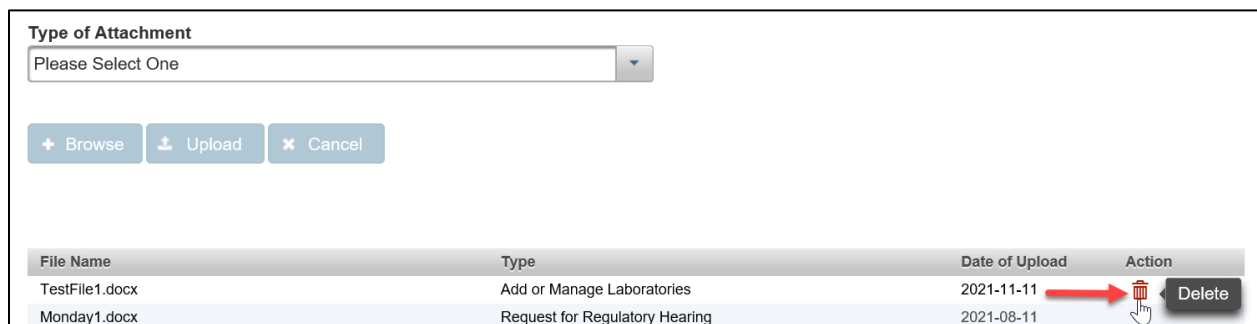 Type of Attachment
Please Select One
Browse Upload Cancel
File Name Type Date of Upload Action
TestFile1.docx Add or Manage Laboratories 2021-11-11 Delete
Monday1.docx Request for Regulatory Hearing 2021-08-11